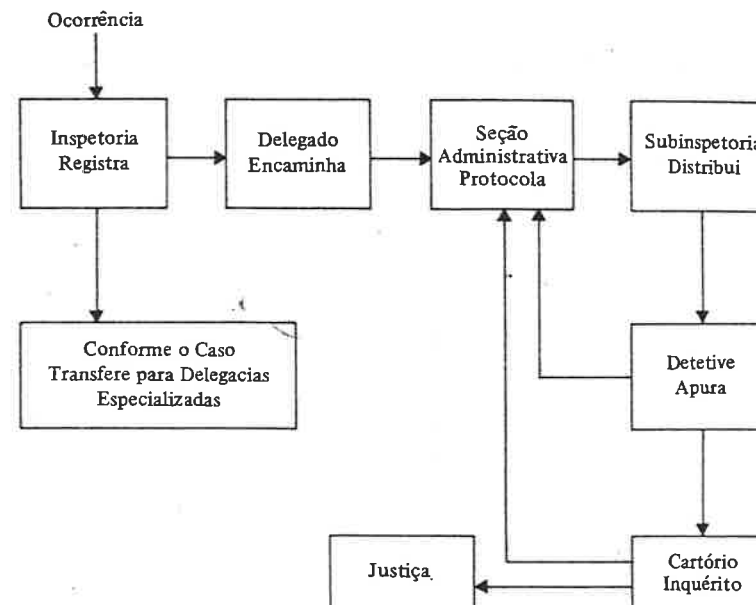 Ocorrência
Inspetoria
Registra
Delegado
Encaminha
Seção
Administrativa
Protocola
Subinspetoria
Distribui
Conforme o Caso
Transfere para Delegacias
Especializadas
Detetive
Apura
Justiça
Cartório
Inquérito